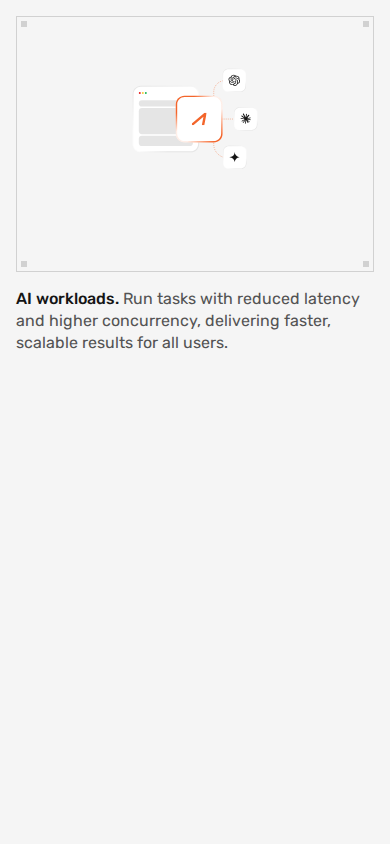 AI workloads. Run tasks with reduced latency
and higher concurrency, delivering faster,
scalable results for all users.